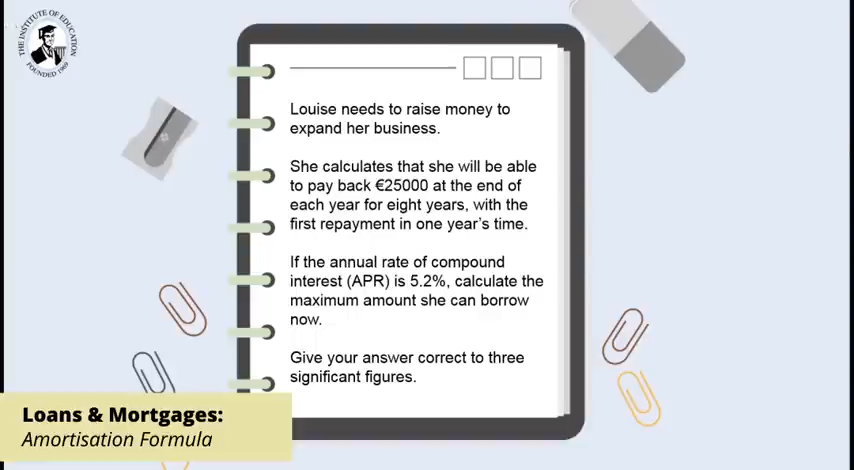 THE INSTITUTE OF EDUCATION
FOUNDED 1969
Louise needs to raise money to
expand her business.
She calculates that she will be able
to pay back €25000 at the end of
each year for eight years, with the
first repayment in one year's time.
If the annual rate of compound
interest (APR) is 5.2%, calculate the
maximum amount she can borrow
now.
Give your answer correct to three
significant figures.
Loans & Mortgages:
Amortisation Formula